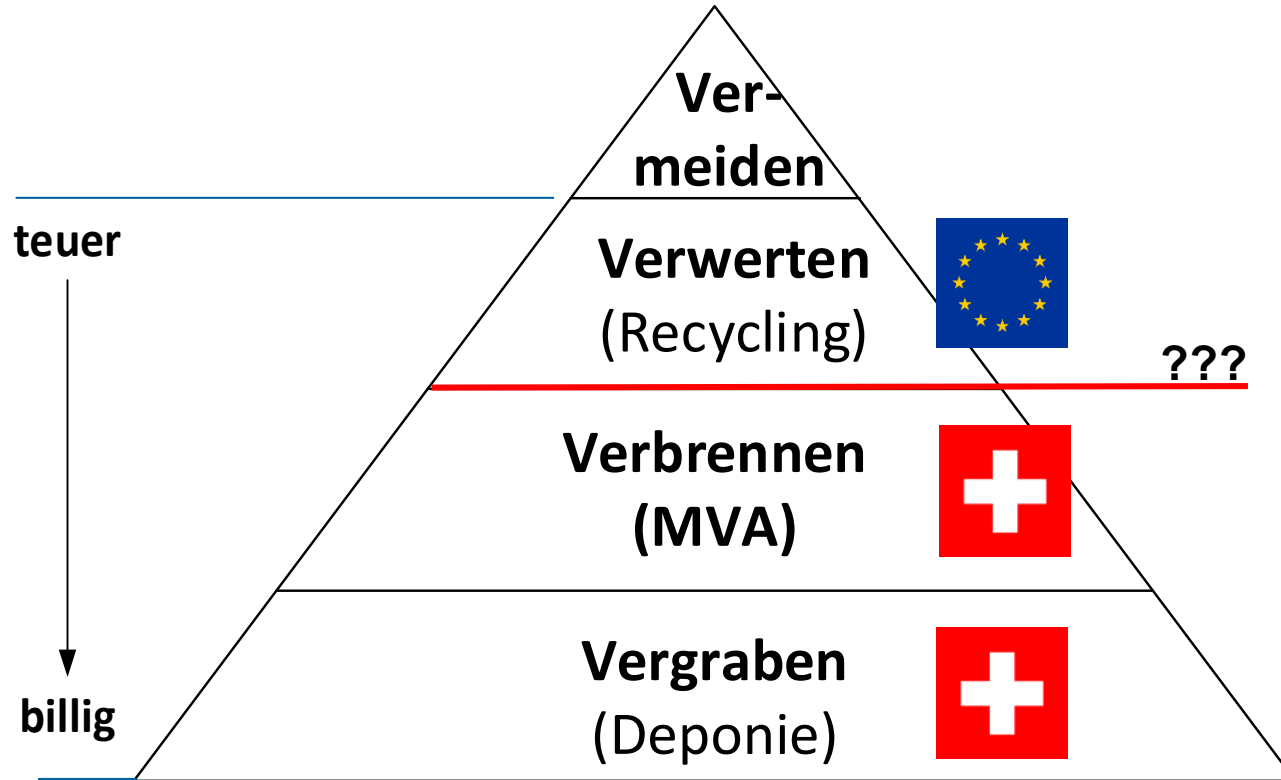 Ver-
meiden
teuer
Verwerten
(Recycling)
???
Verbrennen
(MVA)
Vergraben
(Deponie)
billig